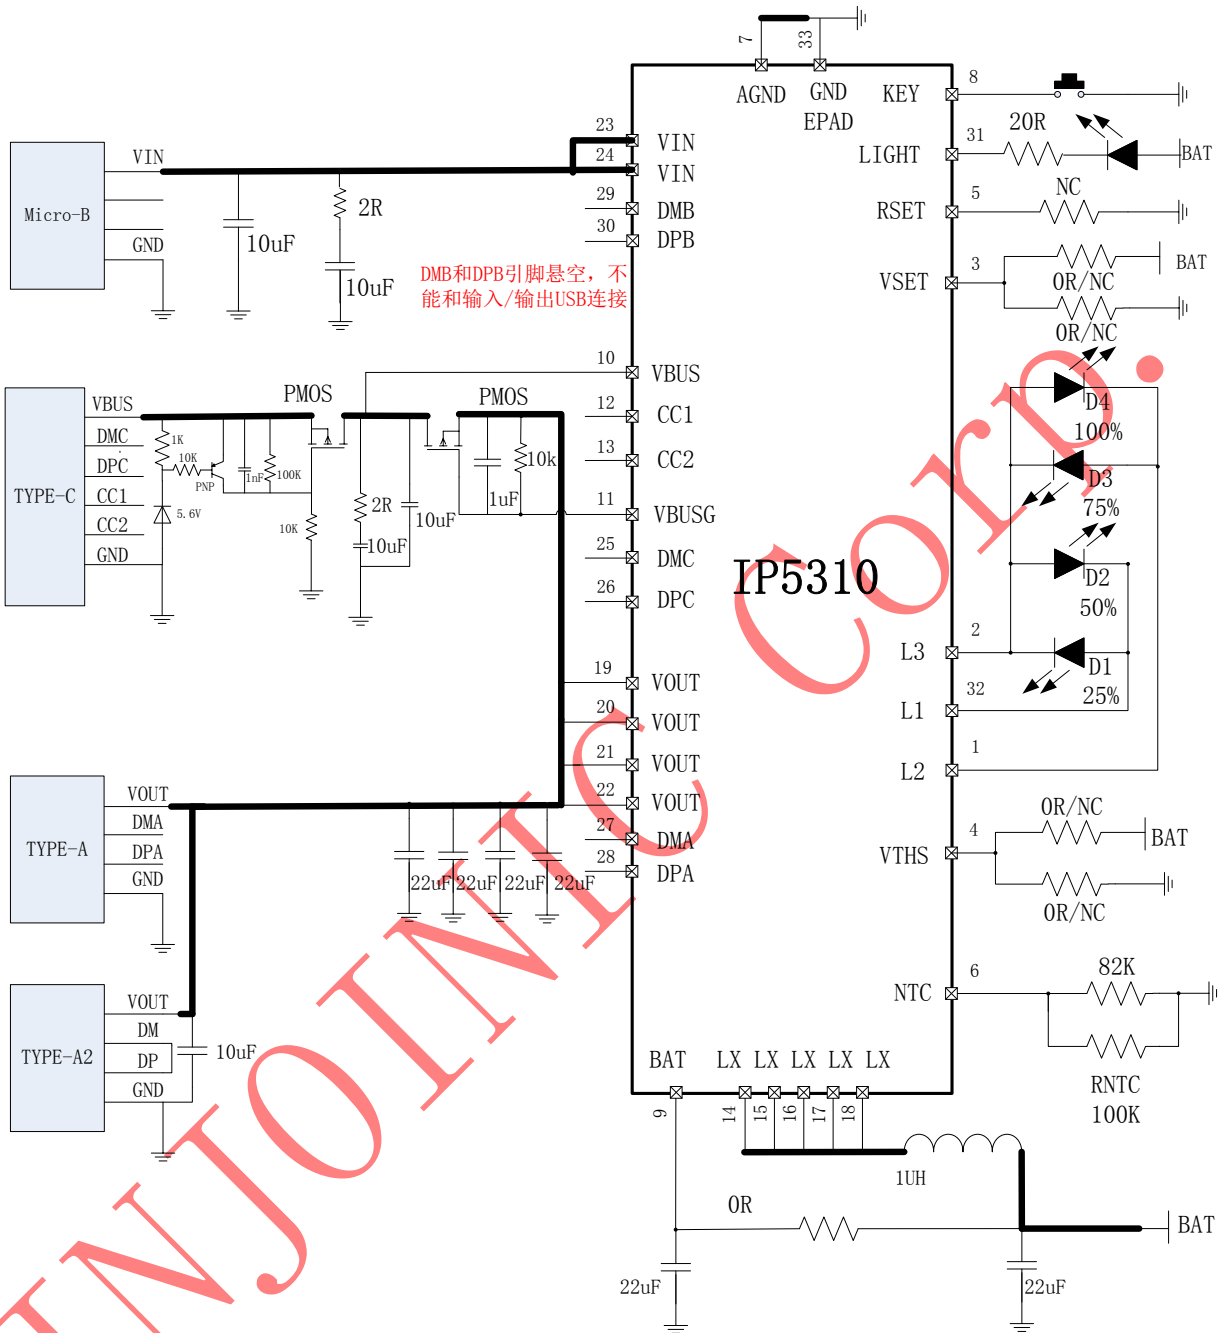 7
33
AGND
GND
EPAD
KEY
8
LIGHT
31
20R
BAT
RSET
5
NC
VSET
3
BAT
0R/NC
0R/NC
Micro-B
VIN
GND
10uF
2R
10uF
23
VIN
24
VIN
29
DMB
30
DPB
DMB和DPB引脚悬空，不
能和输入/输出USB连接
TYPE-C
VBUS
DMC
DPC
CC1
CC2
GND
1K
10K
PNP
5.6V
1nF
100K
10K
PMOS
2R
10uF
10uF
PMOS
1uF
10k
10
VBUS
12
CC1
13
CC2
11
VBUSG
25
DMC
26
DPC
IP5310
D4
100%
D3
75%
D2
50%
D1
25%
L3
2
L1
32
L2
1
19
VOUT
20
VOUT
21
VOUT
22
VOUT
27
DMA
28
DPA
TYPE-A
VOUT
DMA
DPA
GND
22uF
22uF
22uF
22uF
TYPE-A2
VOUT
DM
DP
GND
10uF
VTHS
4
0R/NC
BAT
0R/NC
NTC
6
82K
RNTC
100K
BAT
LX
LX
LX
LX
LX
9
14
15
16
17
18
1UH
0R
BAT
22uF
22uF
INJOINIC Corp.